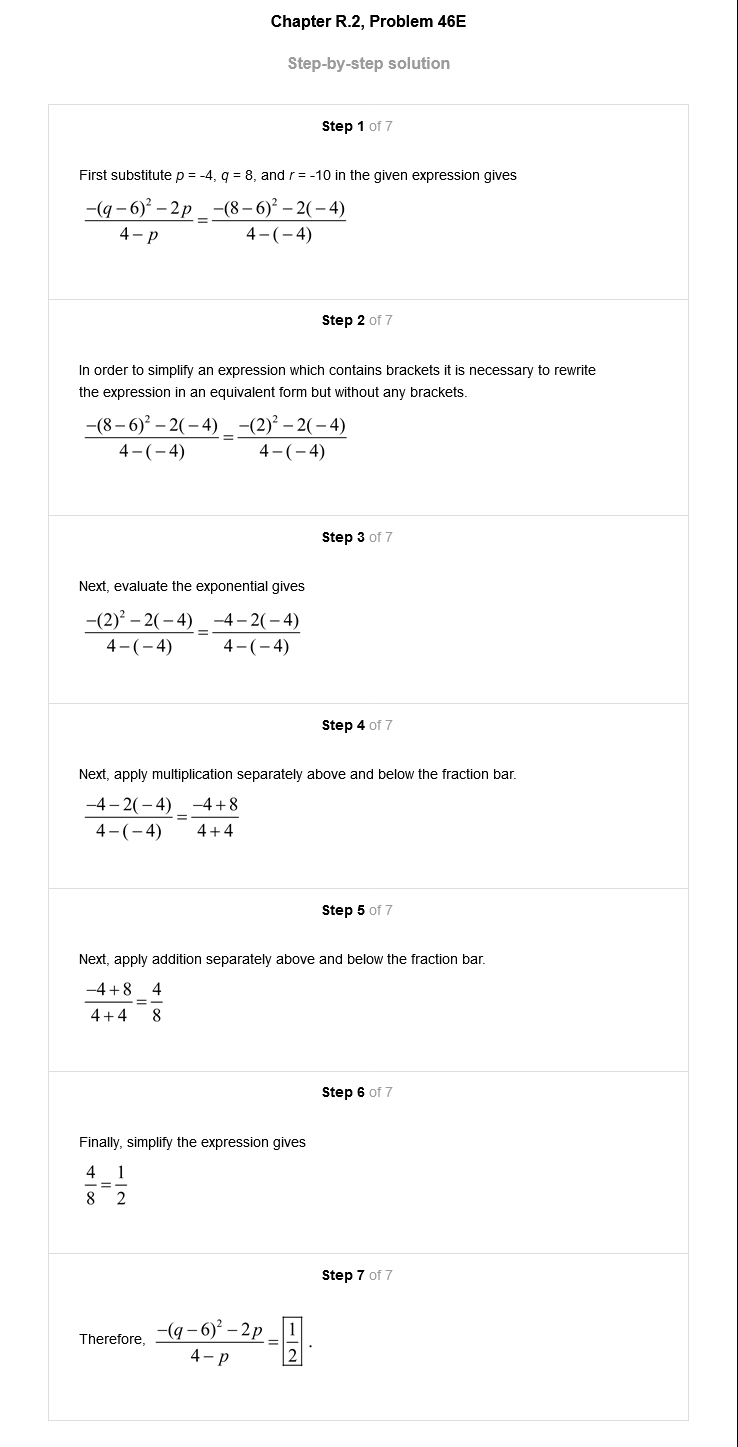 Chapter R.2, Problem 46E
Step-by-step solution
Step 1 of 7
First substitute p = -4, q = 8, and r = -10 in the given expression gives
\frac{-(q-6)^2-2p}{4-p}=\frac{-(8-6)^2-2(-4)}{4-(-4)}
Step 2 of 7
In order to simplify an expression which contains brackets it is necessary to rewrite
the expression in an equivalent form but without any brackets.
\frac{-(8-6)^2-2(-4)}{4-(-4)}=\frac{-(2)^2-2(-4)}{4-(-4)}
Step 3 of 7
Next, evaluate the exponential gives
\frac{-(2)^2-2(-4)}{4-(-4)}=\frac{-4-2(-4)}{4-(-4)}
Step 4 of 7
Next, apply multiplication separately above and below the fraction bar.
\frac{-4-2(-4)}{4-(-4)}=\frac{-4+8}{4+4}
Step 5 of 7
Next, apply addition separately above and below the fraction bar.
\frac{-4+8}{4+4}=\frac{4}{8}
Step 6 of 7
Finally, simplify the expression gives
\frac{4}{8}=\frac{1}{2}
Step 7 of 7
Therefore, \frac{-(q-6)^2-2p}{4-p}=\boxed{\frac{1}{2}}.